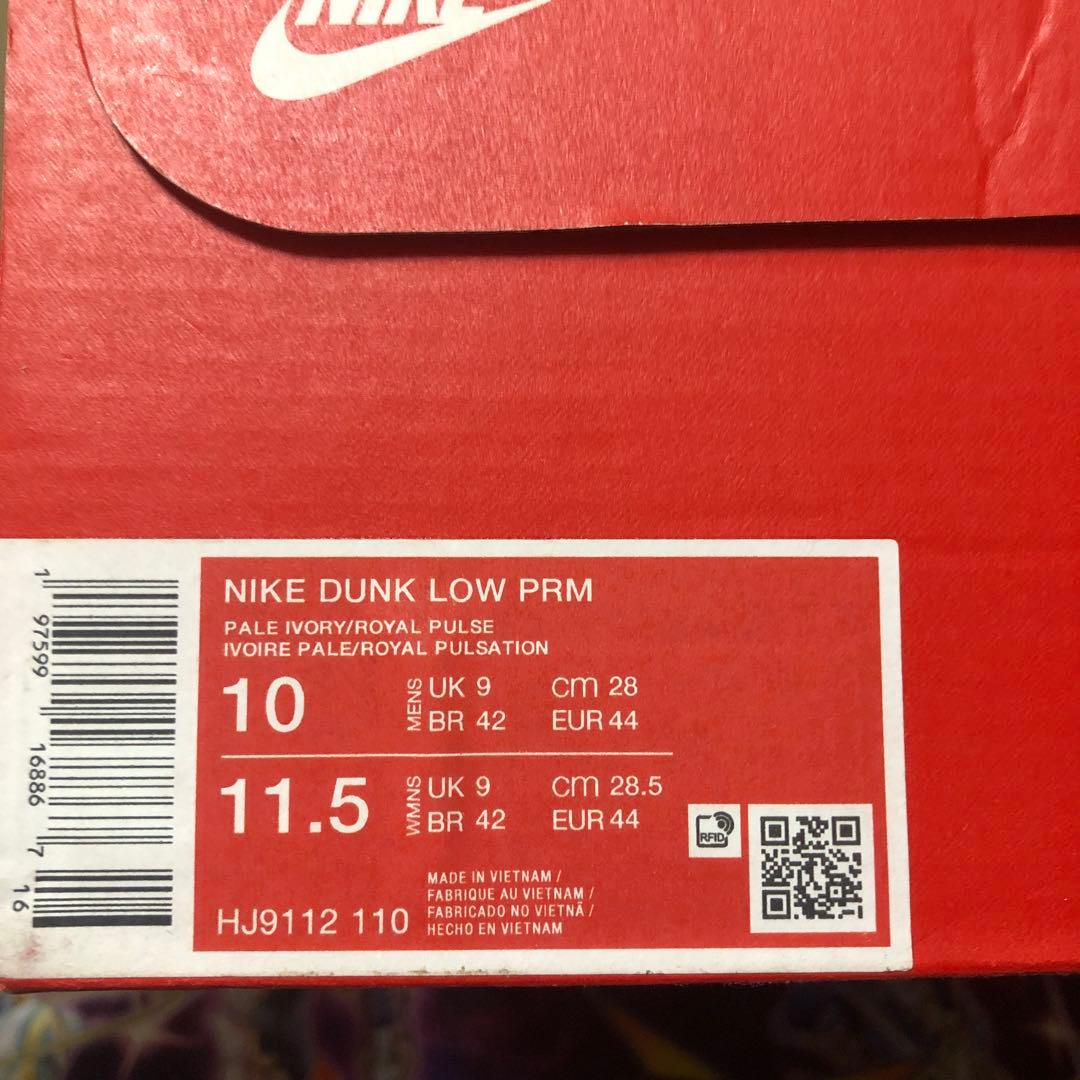 NIKE
NIKE DUNK LOW PRM
PALE IVORY/ROYAL PULSE
IVOIRE PALE/ROYAL PULSATION
10 MENS UK 9 cm 28
BR 42 EUR 44
11.5 WMNS UK 9 cm 28.5
BR 42 EUR 44
RFID
MADE IN VIETNAM /
FABRIQUE AU VIETNAM /
FABRICADO NO VIETNÃ /
HECHO EN VIETNAM
HJ9112 110
1 97599 16886 7 16